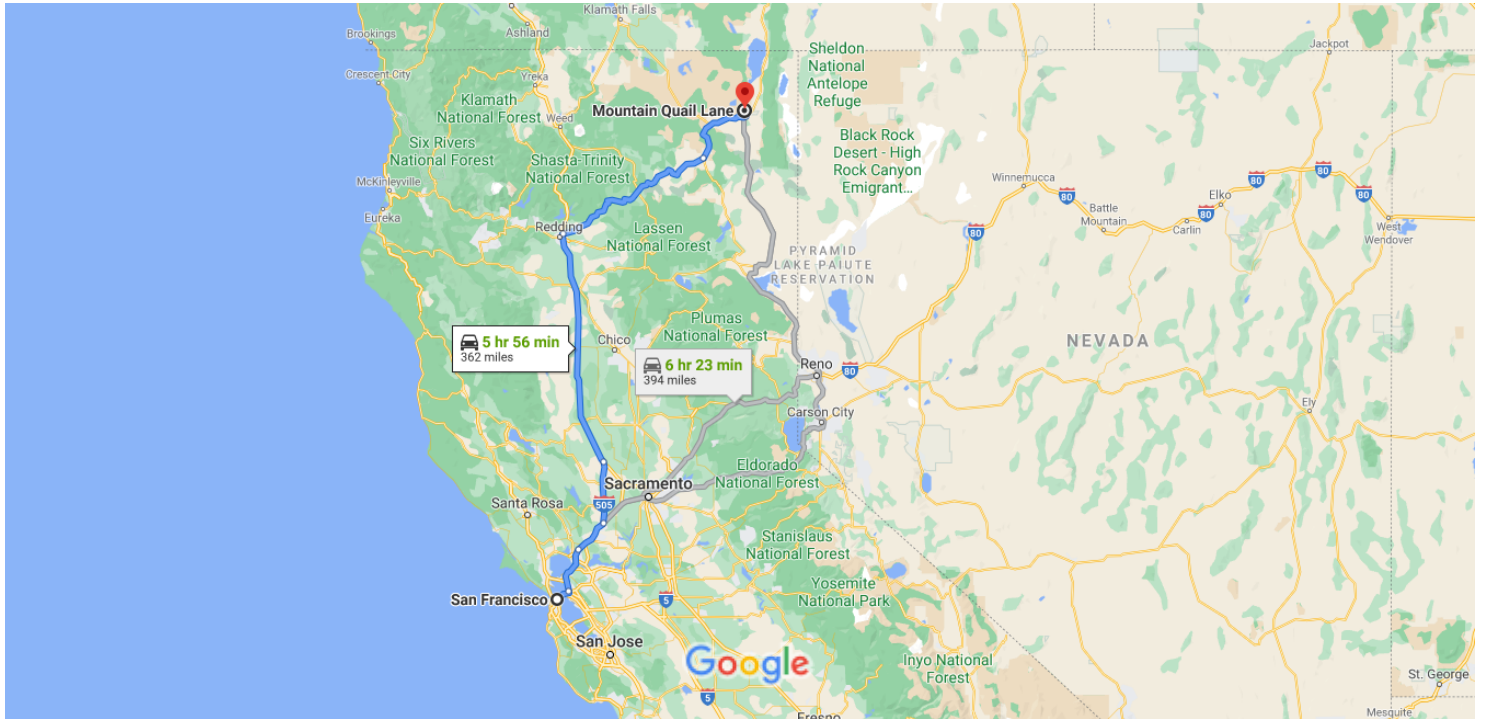 Klamath Falls
Brookings
Ashland
Jackpot
Sheldon
National
Antelope
Refuge
Crescent City
Yreka
Klamath
National Forest
Mountain Quail Lane
Weed
Black Rock
Desert - High
Rock Canyon
Emigrant...
Six Rivers
National Forest
Shasta-Trinity
National Forest
McKinleyville
Eureka
Winnemucca
80
80
80
80
80
80
Elko
Battle
Mountain
Carlin
West
Wendover
Redding
Lassen
National Forest
PYRAMID
LAKE PAIUTE
RESERVATION
Plumas
National Forest
5 hr 56 min
362 miles
Chico
6 hr 23 min
394 miles
NEVADA
Reno
80
Carson City
Ely
Eldorado
National Forest
Sacramento
Santa Rosa
505
Stanislaus
National Forest
Yosemite
National Park
San Francisco
5
San Jose
Google
Inyo National
Forest
St. George
5
Mesquite
Fresno